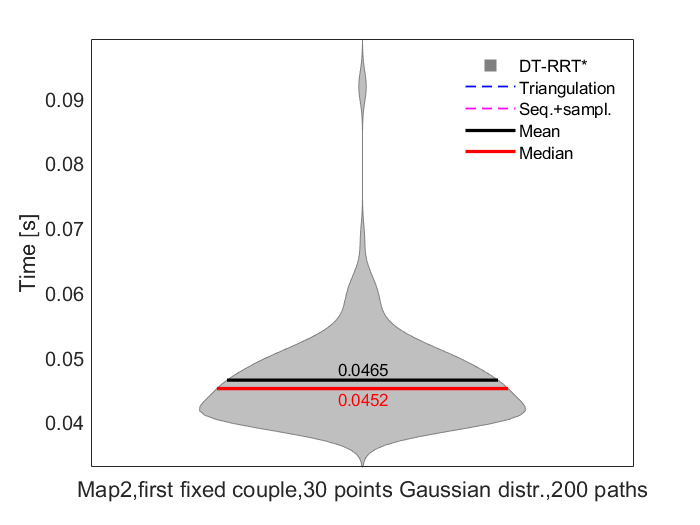 DT-RRT*
Triangulation
Seq.+sampl.
Mean
Median
Time [s]
0.09
0.08
0.07
0.06
0.05
0.04
0.0465
0.0452
Map2,first fixed couple,30 points Gaussian distr.,200 paths